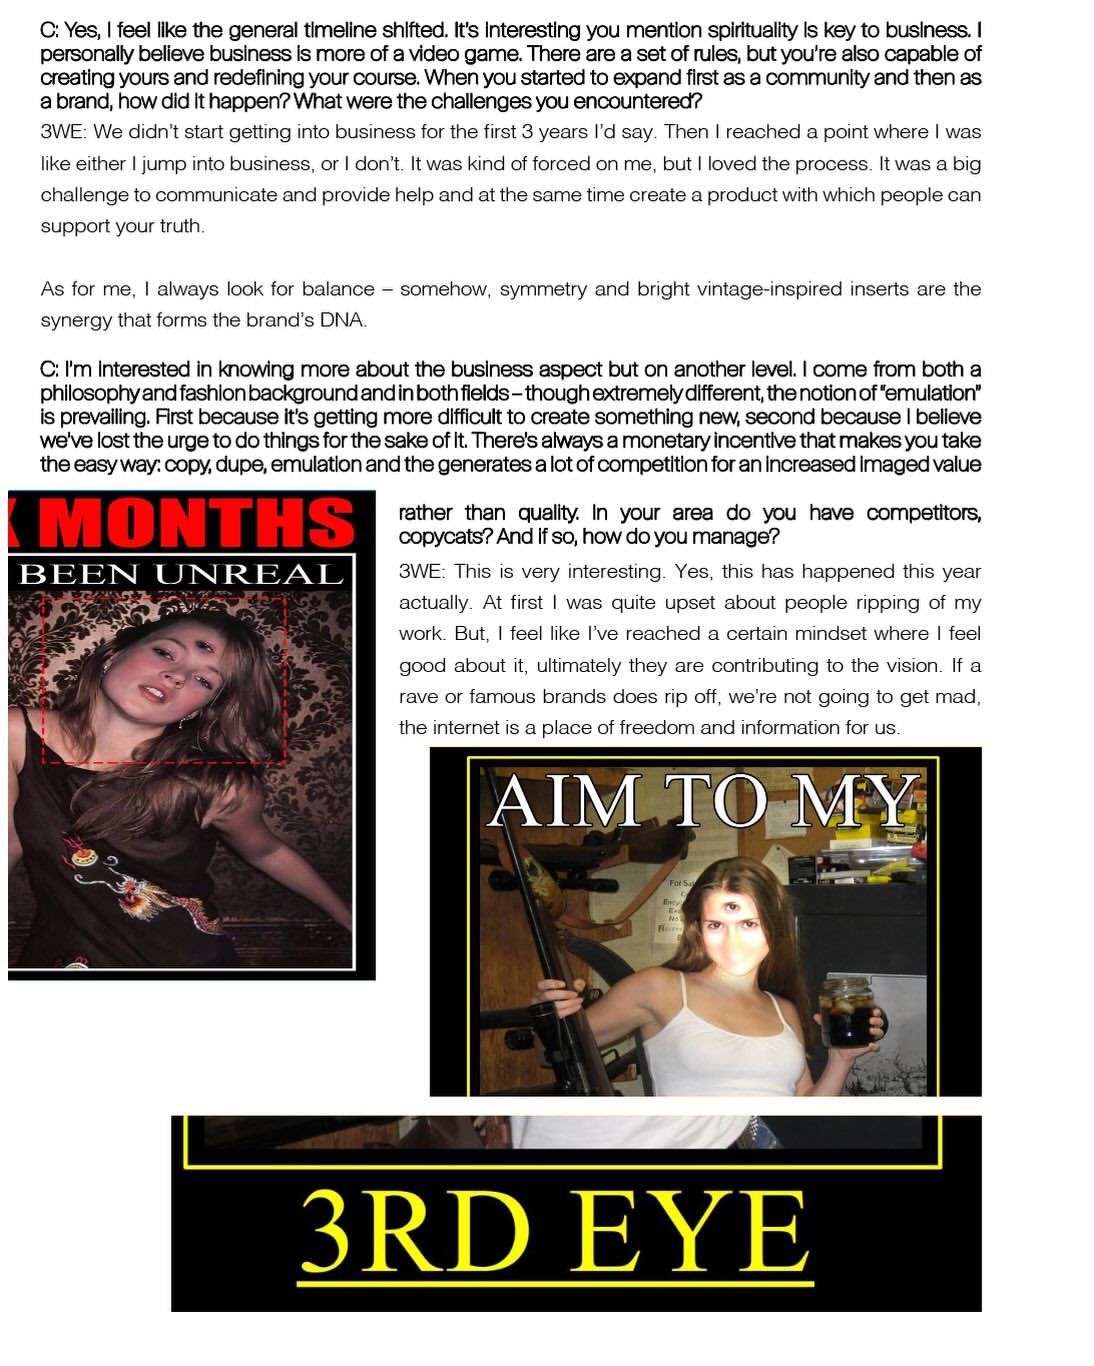 C: Yes, I feel like the general timeline shifted. It's interesting you mention spirituality is key to business. I
personally believe business is more of a video game. There are a set of rules, but you're also capable of
creating yours and redefining your course. When you started to expand first as a community and then as
a brand, how did it happen? What were the challenges you encountered?
3WE: We didn't start getting into business for the first 3 years I'd say. Then I reached a point where I was
like either I jump into business, or I don't. It was kind of forced on me, but I loved the process. It was a big
challenge to communicate and provide help and at the same time create a product with which people can
support your truth.
As for me, I always look for balance – somehow, symmetry and bright vintage-inspired inserts are the
synergy that forms the brand's DNA.
C: I'm interested in knowing more about the business aspect but on another level. I come from both a
philosophy and fashion background and in both fields – though extremely different, the notion of "emulation"
is prevailing. First because it's getting more difficult to create something new, second because I believe
we've lost the urge to do things for the sake of it. There's always a monetary incentive that makes you take
the easy way: copy, dupe, emulation and the generates a lot of competition for an increased imaged value
rather than quality. In your area do you have competitors,
copycats? And if so, how do you manage?
3WE: This is very interesting. Yes, this has happened this year
actually. At first I was quite upset about people ripping of my
work. But, I feel like I've reached a certain mindset where I feel
good about it, ultimately they are contributing to the vision. If a
rave or famous brands does rip off, we're not going to get mad,
the internet is a place of freedom and information for us.
MONTHS
BEEN UNREAL
AIM TO MY
For Sal
3RD EYE